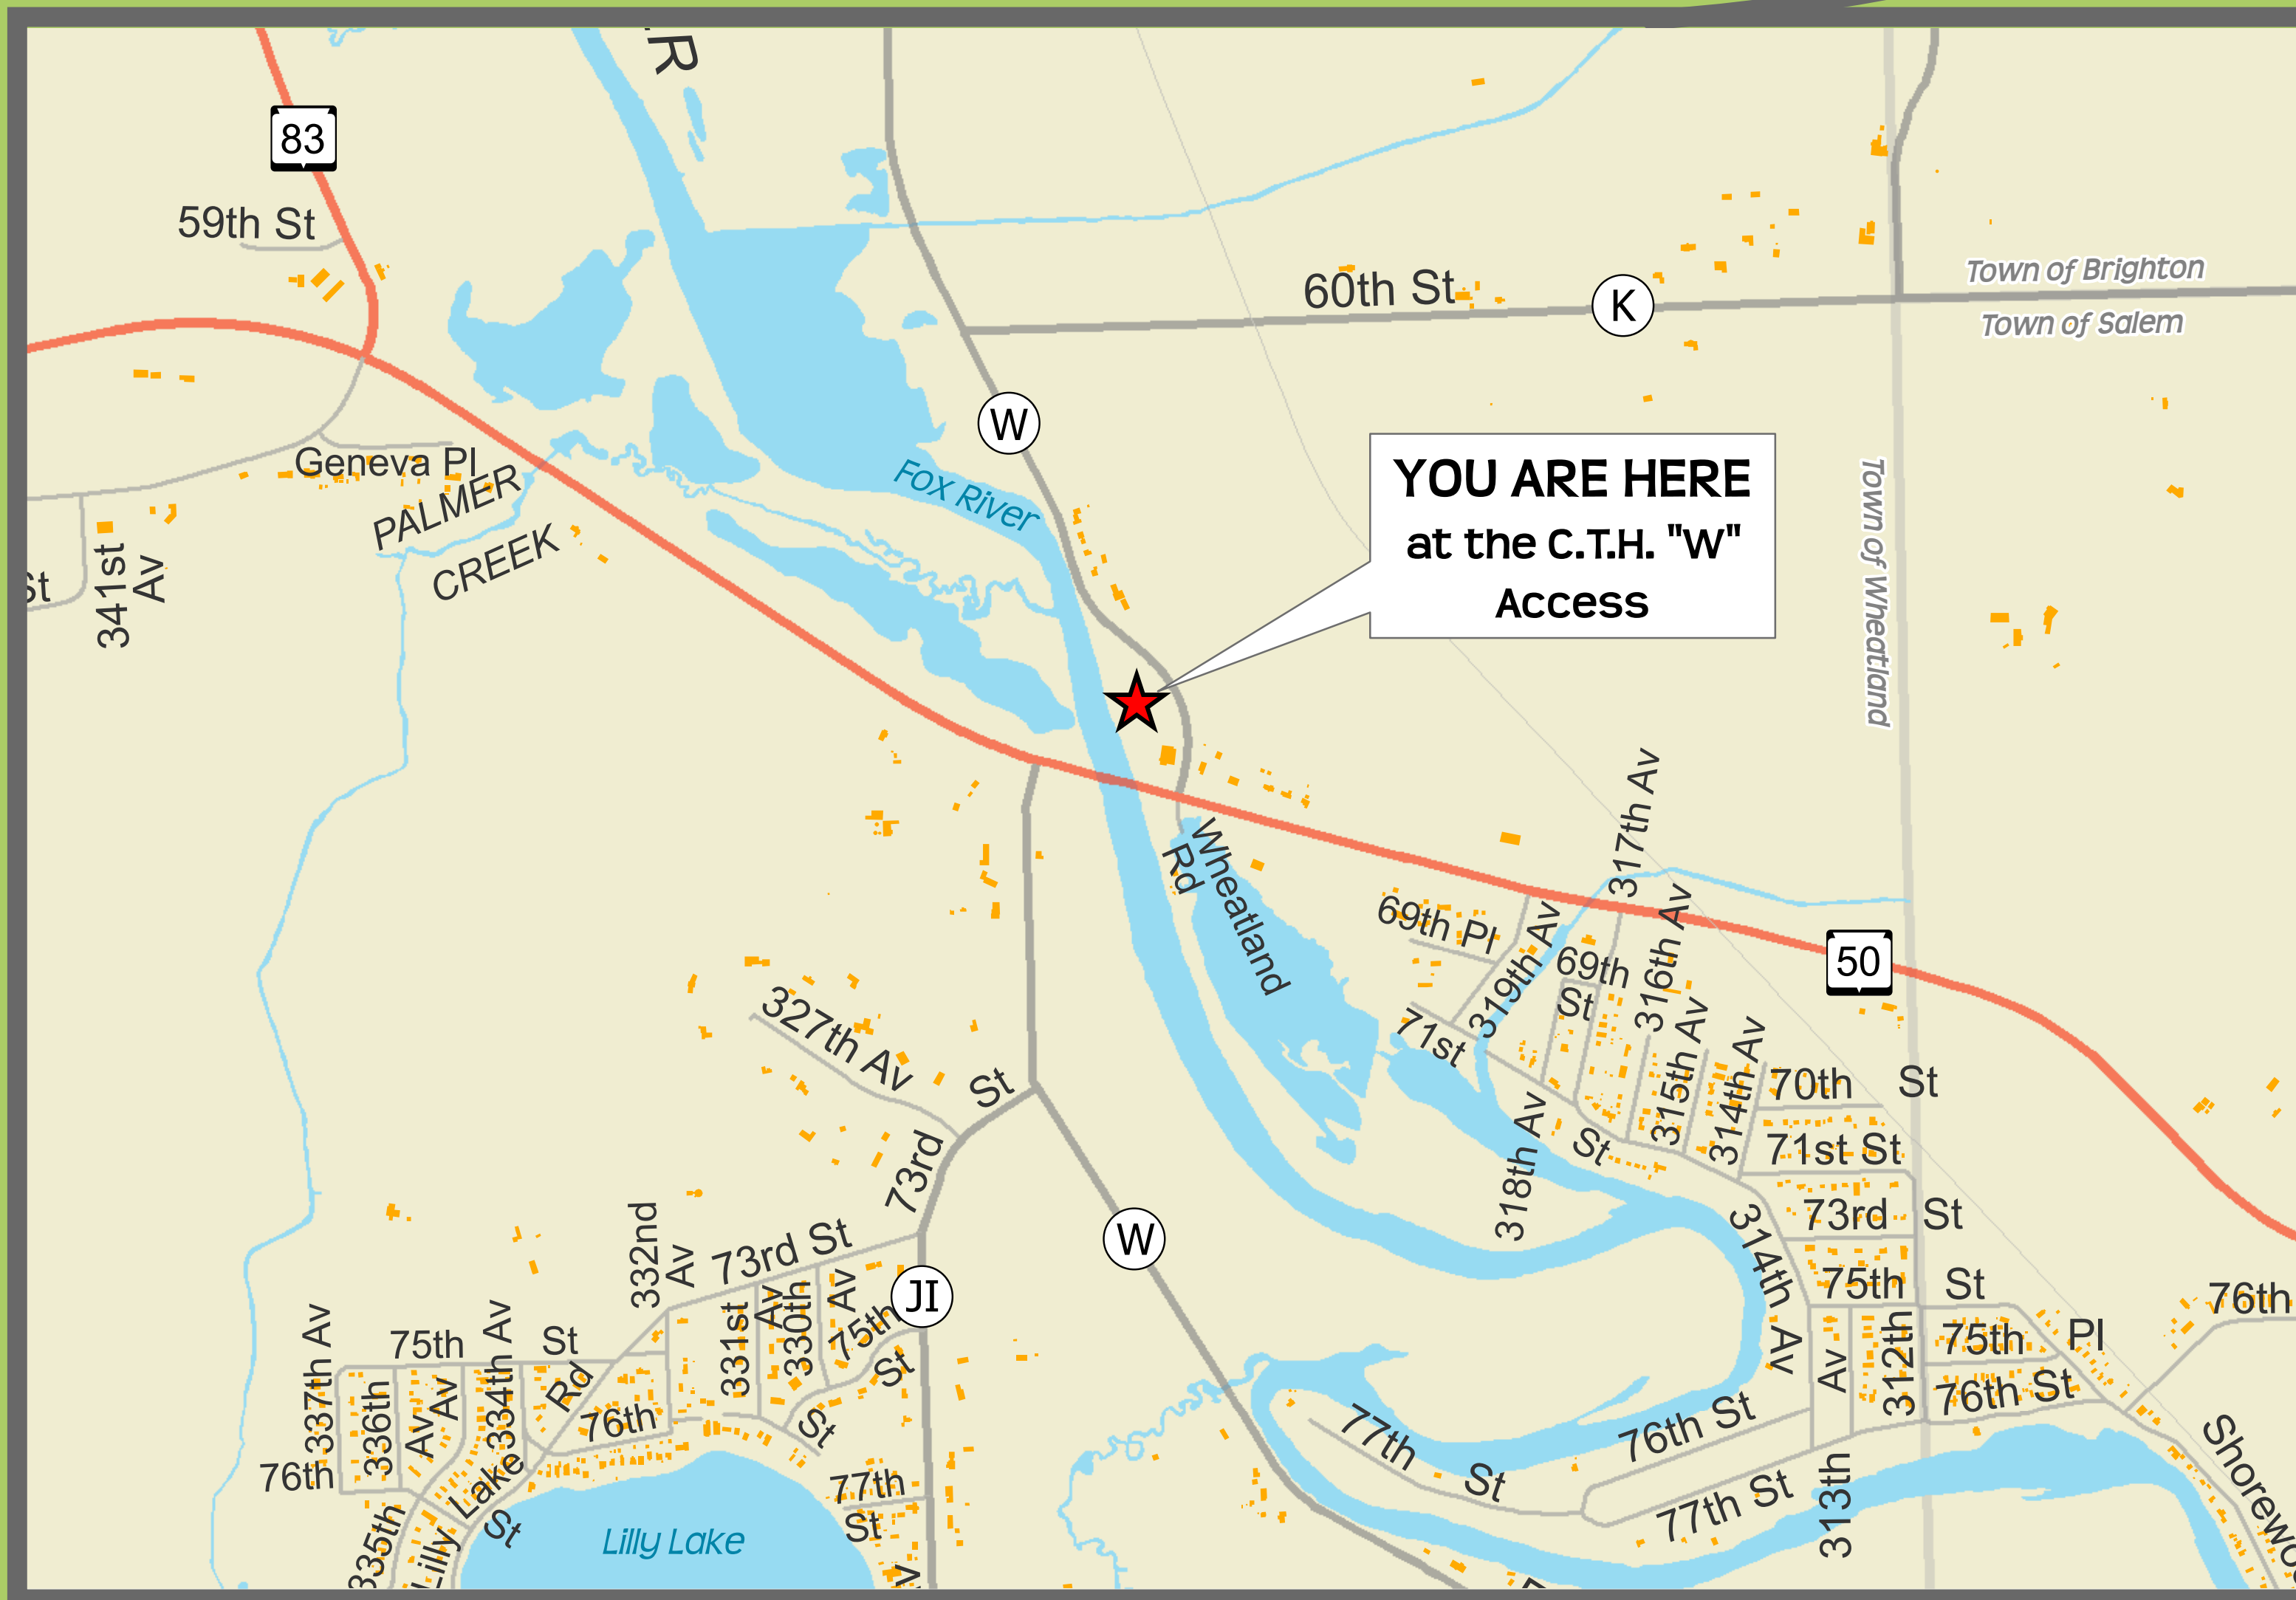 R
83
59th St
60th St
K
Town of Brighton
Town of Salem
W
YOU ARE HERE
at the C.T.H. "W"
Access
Fox River
Geneva Pl
PALMER
CREEK
341st
Av
St
Town of Wheatland
317th Av
Wheatland
Rd
69th Pl
319th Av
69th
St
316th Av
50
71st
St
315th Av
314th Av
318th Av
70th St
71st St
73rd St
327th Av
73rd St
314th Av
75th St
332nd
Av
73rd St
W
JI
331st
Av
330th
Av
75th
St
St
76th
75th Pl
76th St
312th
Av
337th Av
75th St
334th Av
336th
Av
Av
Lilly Lake Rd
76th
St
76th
335th
Lilly Lake
77th
St
77th
St
76th St
77th St
313th